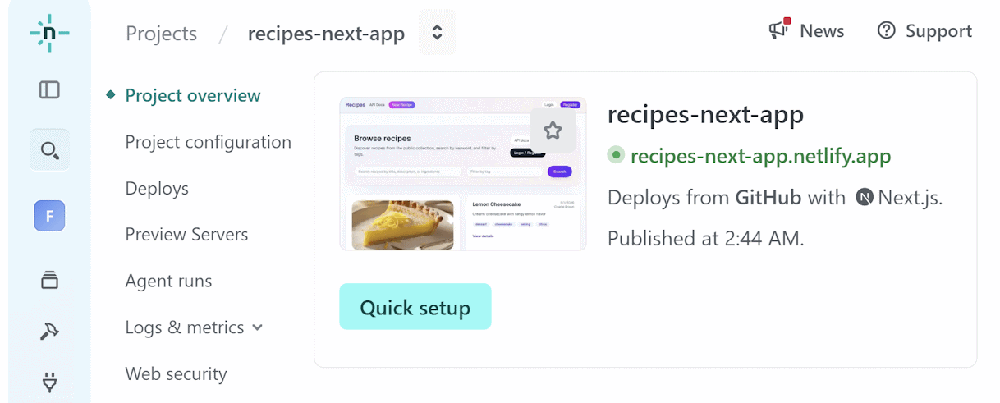 n
Projects / recipes-next-app
News
Support
Project overview
Project configuration
Deploys
F
Preview Servers
Agent runs
Logs & metrics
Web security
Recipes API Docs New Recipe Login Register
Browse recipes
Discover recipes from the public collection, search by keyword, and filter by tags.
API docs
Login / Register
Search recipes by title, description, or ingredients
Filter by tag
Search
Lemon Cheesecake
Creamy cheesecake with tangy lemon flavor
dessert cheesecake baking citrus
View details
recipes-next-app
recipes-next-app.netlify.app
Deploys from GitHub with N Next.js.
Published at 2:44 AM.
Quick setup